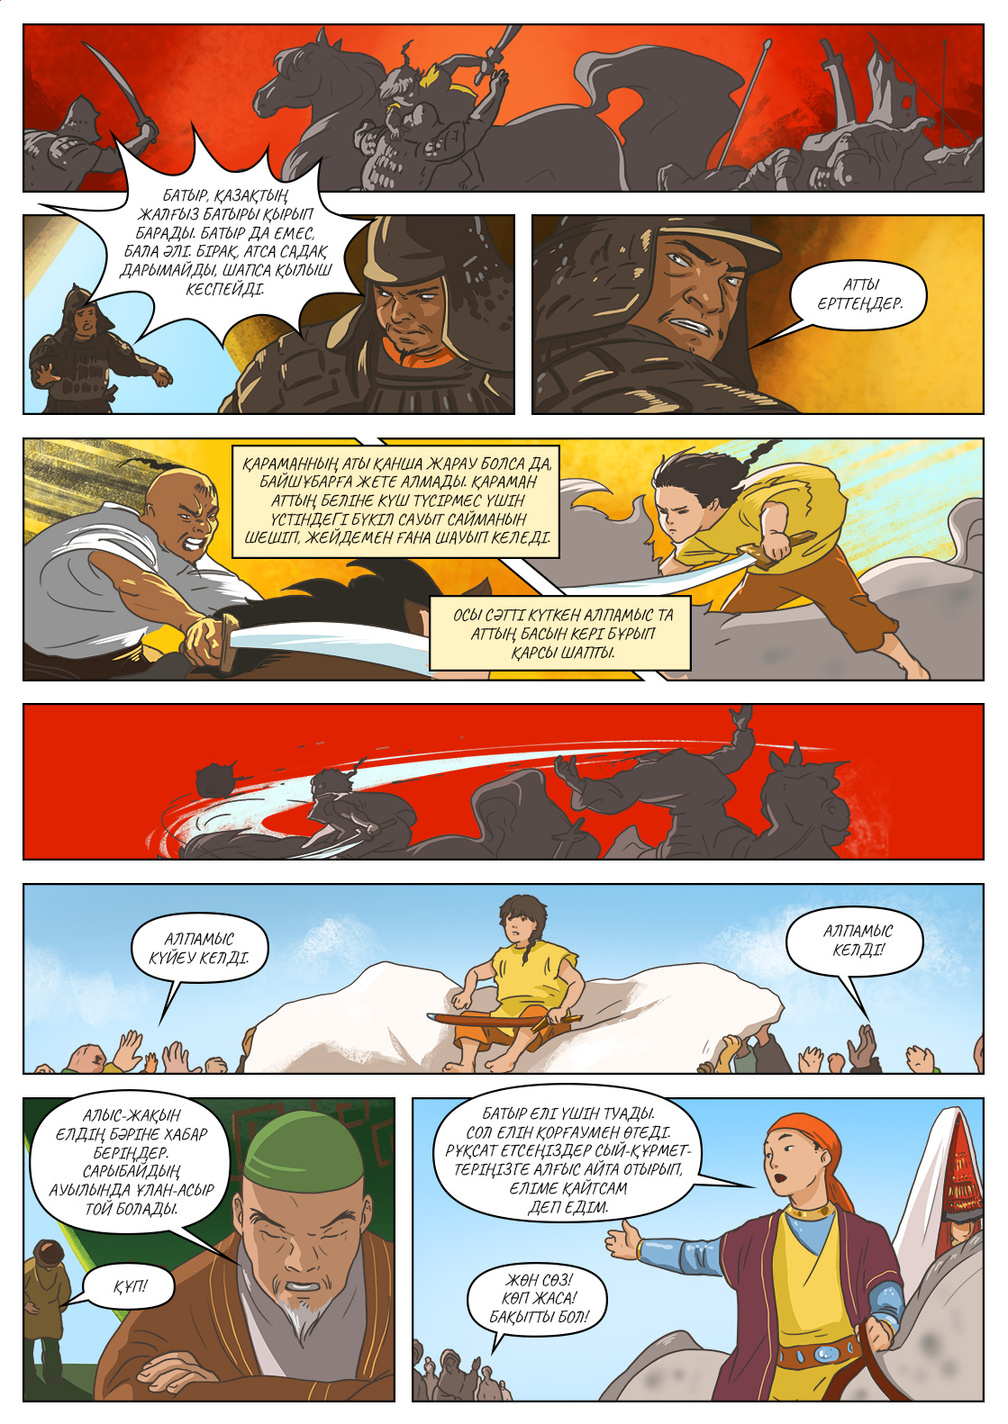 БАТЫР, ҚАЗАҚТЫҢ
ЖАЛҒЫЗ БАТЫРЫ ҚЫРЫП
БАРАДЫ. БАТЫР ДА ЕМЕС,
БАЛА ӘЛІ. БІРАҚ, АТСА САДАҚ
ДАРЫМАЙДЫ, ШАПСА ҚЫЛЫШ
КЕСПЕЙДІ.
АТТЫ
ЕРТТЕҢДЕР.
ҚАРАМАННЫҢ АТЫ ҚАНША ЖАРАУ БОЛСА ДА,
БАЙШҰБАРҒА ЖЕТЕ АЛМАДЫ. ҚАРАМАН
АТТЫҢ БЕЛІНЕ КҮШ ТҮСІРМЕС ҮШІН
ҮСТІНДЕГІ БҮКІЛ САУЫТ САЙМАНЫН
ШЕШІП, ЖЕЙДЕМЕН ҒАНА ШАУЫП КЕЛЕДІ.
ОСЫ СӘТТІ КҮТКЕН АЛПАМЫС ТА
АТТЫҢ БАСЫН КЕРІ БҰРЫП
ҚАРСЫ ШАПТЫ.
АЛПАМЫС
КҮЙЕУ КЕЛДІ.
АЛПАМЫС
КЕЛДІ!
АЛЫС-ЖАҚЫН
ЕЛДІҢ БӘРІНЕ ХАБАР
БЕРІҢДЕР.
САРЫБАЙДЫҢ
АУЫЛЫНДА ҰЛАН-АСЫР
ТОЙ БОЛАДЫ.
ҚҰП!
БАТЫР ЕЛІ ҮШІН ТУАДЫ.
СОЛ ЕЛІН ҚОРҒАУМЕН ӨТЕДІ.
РҰҚСАТ ЕТСЕҢІЗДЕР СЫЙ-ҚҰРМЕТ-
ТЕРІҢІЗГЕ АЛҒЫС АЙТА ОТЫРЫП,
ЕЛІМЕ ҚАЙТСАМ
ДЕП ЕДІМ.
ЖӨН СӨЗ!
КӨП ЖАСА!
БАҚЫТТЫ БОЛ!